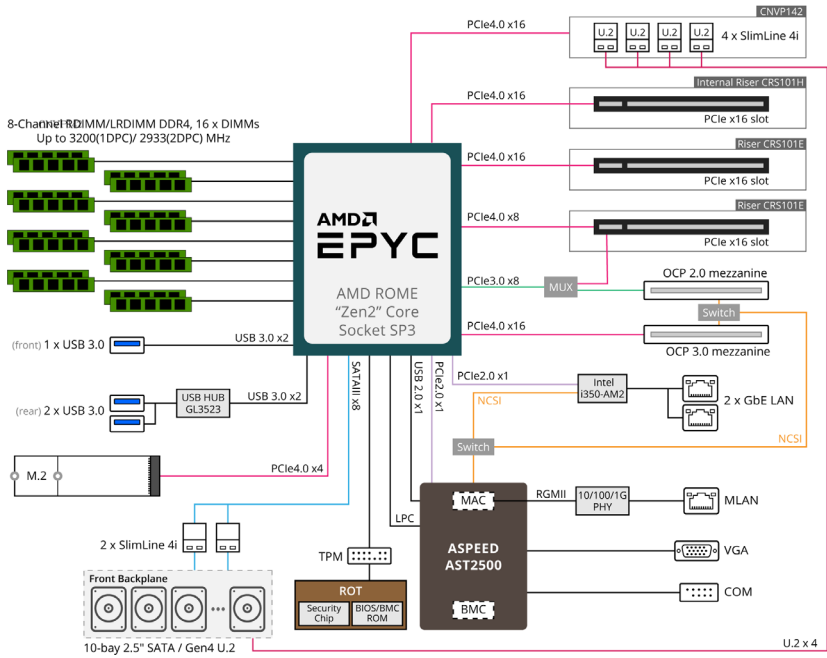 CNVP142
PCIe4.0 x16
U.2 U.2 U.2 U.2
4 x SlimLine 4i
Internal Riser CRS101H
PCIe4.0 x16
PCIe x16 slot
8-Channel RDIMM/LRDIMM DDR4, 16 x DIMMs
Up to 3200(1DPC)/ 2933(2DPC) MHz
Riser CRS101E
PCIe4.0 x16
PCIe x16 slot
Riser CRS101E
PCIe4.0 x8
PCIe x16 slot
AMD
EPYC
AMD ROME
“Zen2” Core
Socket SP3
PCIe3.0 x8
MUX
OCP 2.0 mezzanine
Switch
PCIe4.0 x16
OCP 3.0 mezzanine
(front) 1 x USB 3.0
USB 3.0 x2
(rear) 2 x USB 3.0
USB HUB
GL3523
USB 3.0 x2
SATAIII x8
USB 2.0 x1
PCIe2.0 x1
PCIe2.0 x1
Intel
i350-AM2
2 x GbE LAN
NCSI
Switch
NCSI
M.2
PCIe4.0 x4
MAC
RGMII
10/100/1G
PHY
MLAN
LPC
2 x SlimLine 4i
TPM
ASPEED
AST2500
VGA
Front Backplane
ROT
Security
Chip
BIOS/BMC
ROM
BMC
COM
10-bay 2.5" SATA / Gen4 U.2
U.2 x 4